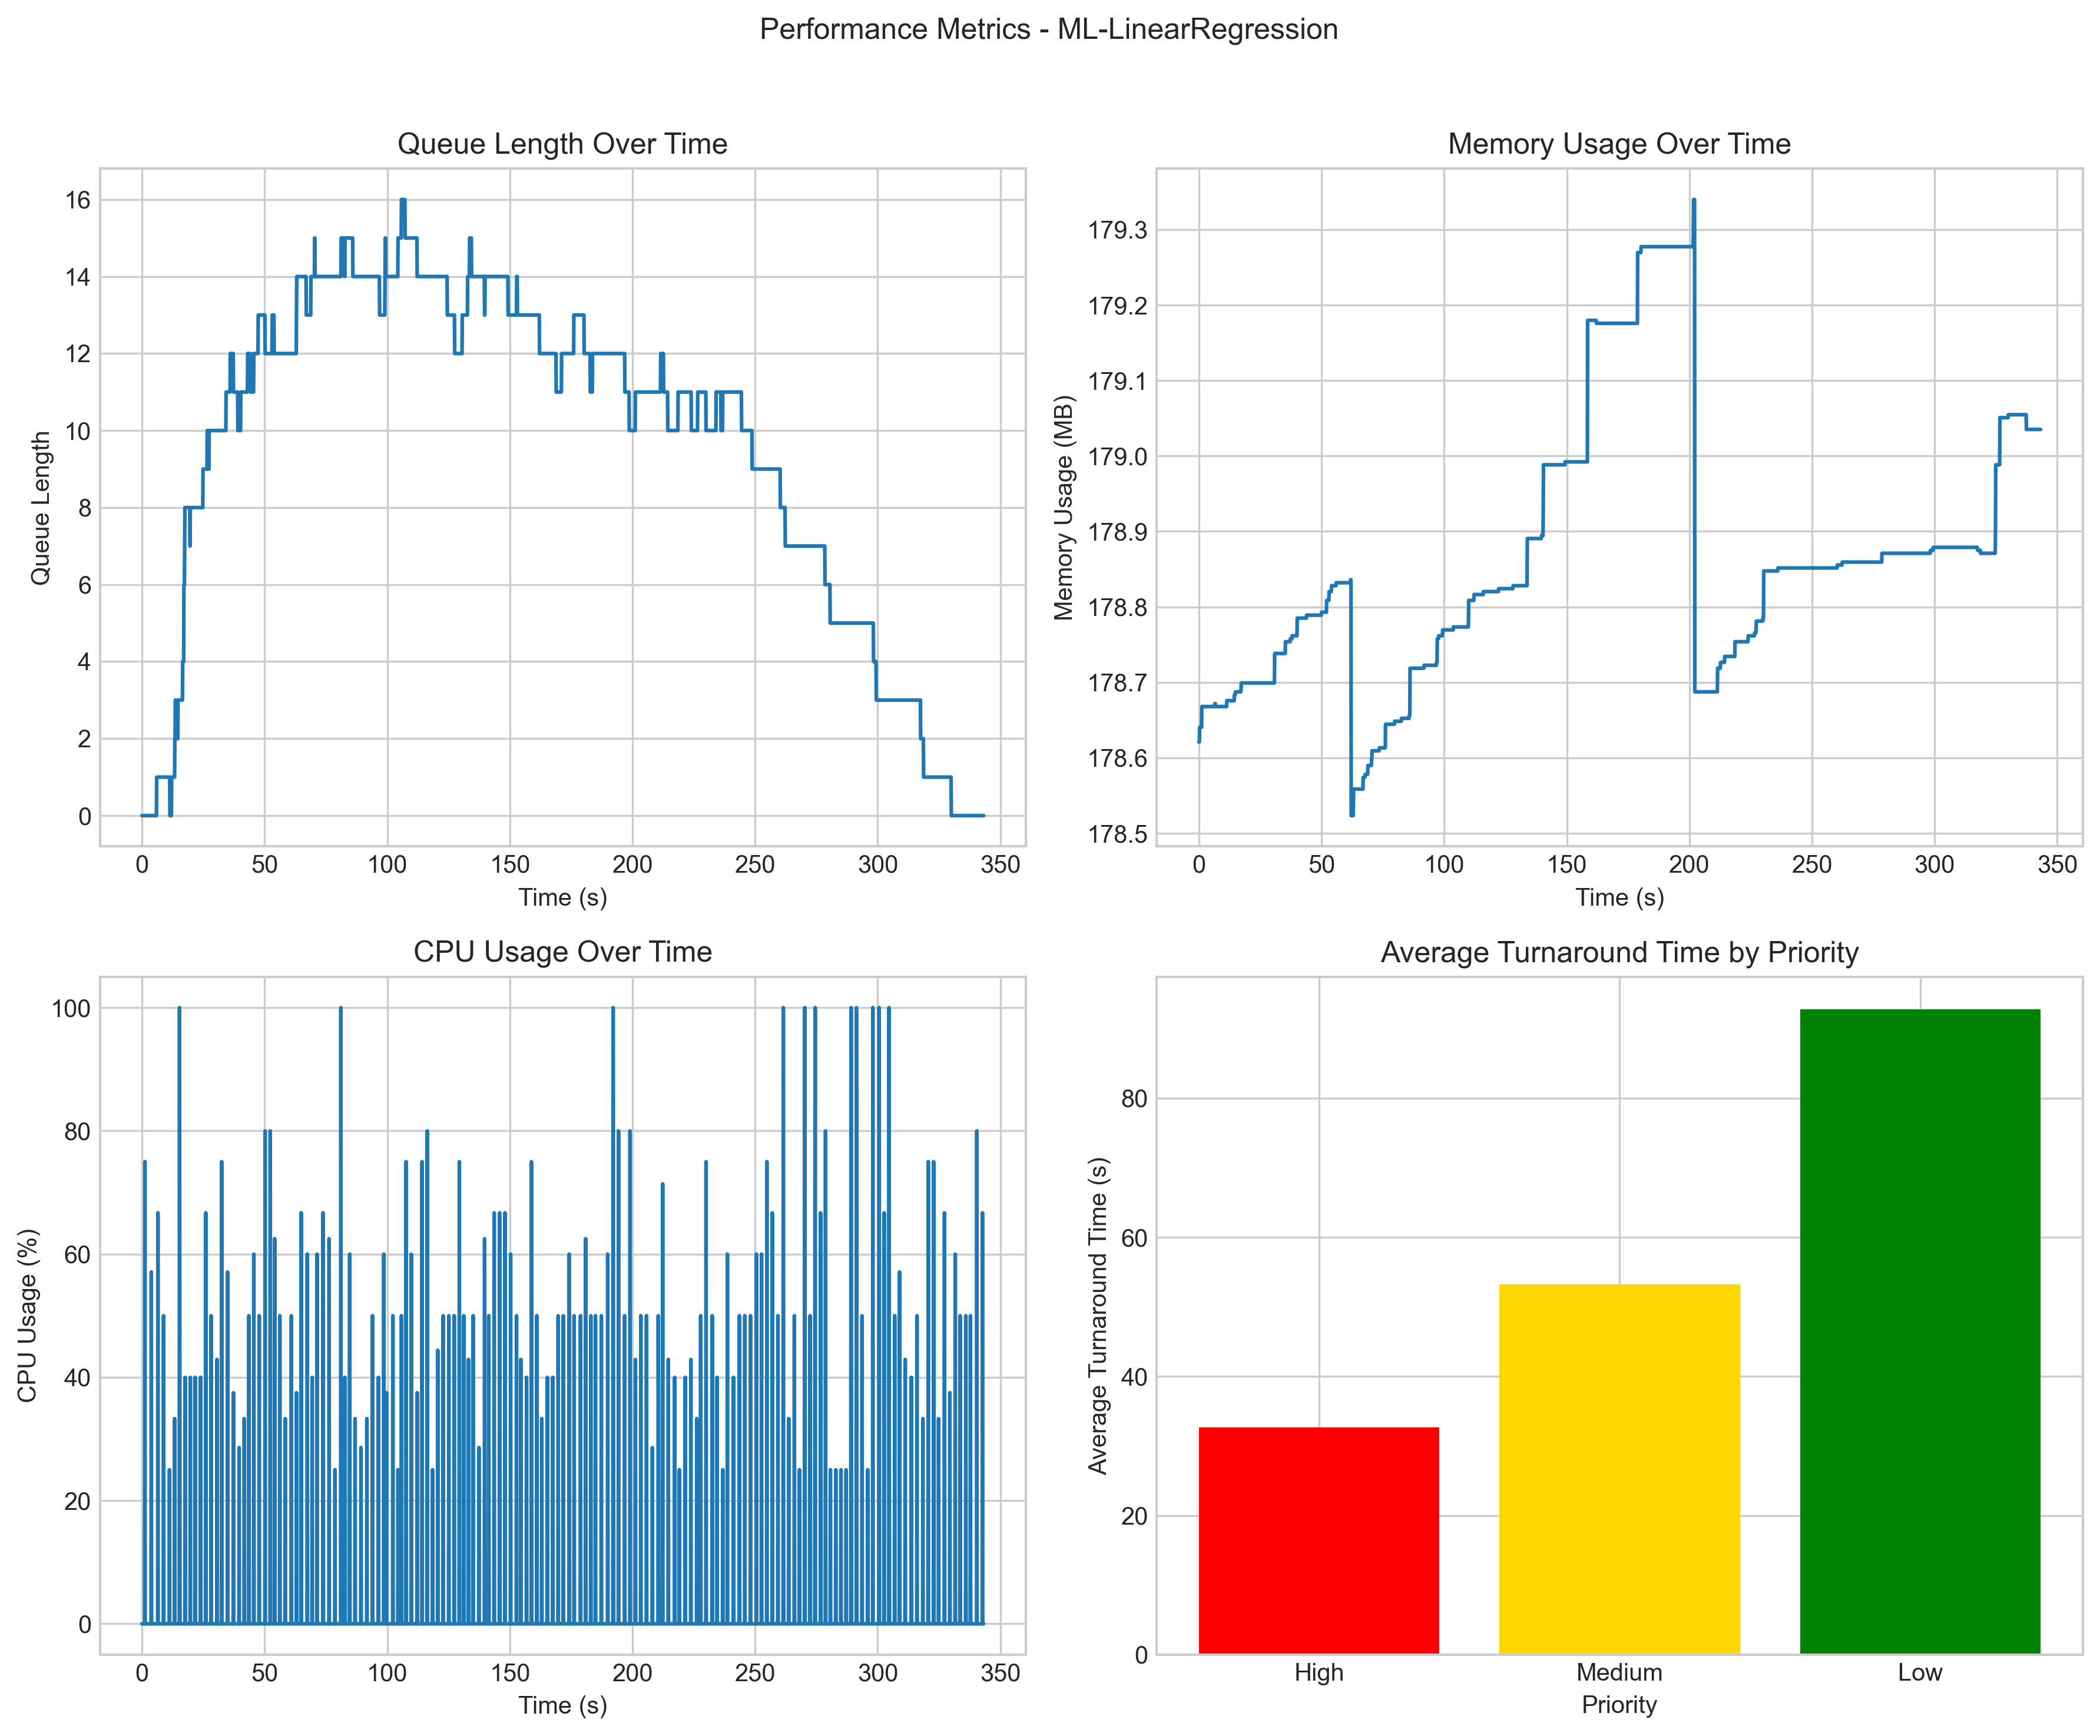 Performance Metrics - ML-LinearRegression
Queue Length Over Time
Queue Length
16
14
12
10
8
6
4
2
0
0 50 100 150 200 250 300 350
Time (s)
Memory Usage Over Time
Memory Usage (MB)
179.3
179.2
179.1
179.0
178.9
178.8
178.7
178.6
178.5
0 50 100 150 200 250 300 350
Time (s)
CPU Usage Over Time
CPU Usage (%)
100
80
60
40
20
0
0 50 100 150 200 250 300 350
Time (s)
Average Turnaround Time by Priority
Average Turnaround Time (s)
80
60
40
20
0
High Medium Low
Priority